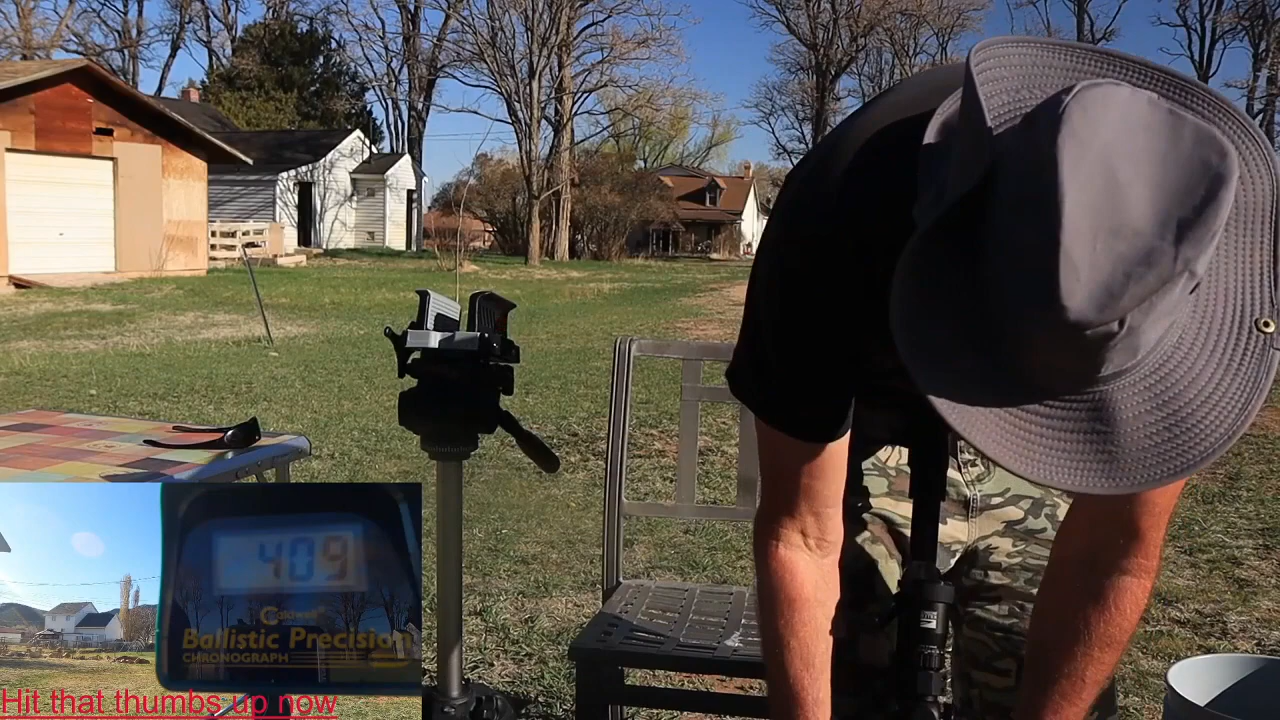 409
Caldwell
Ballistic Precision
CHRONOGRAPH
Hit that thumbs up now